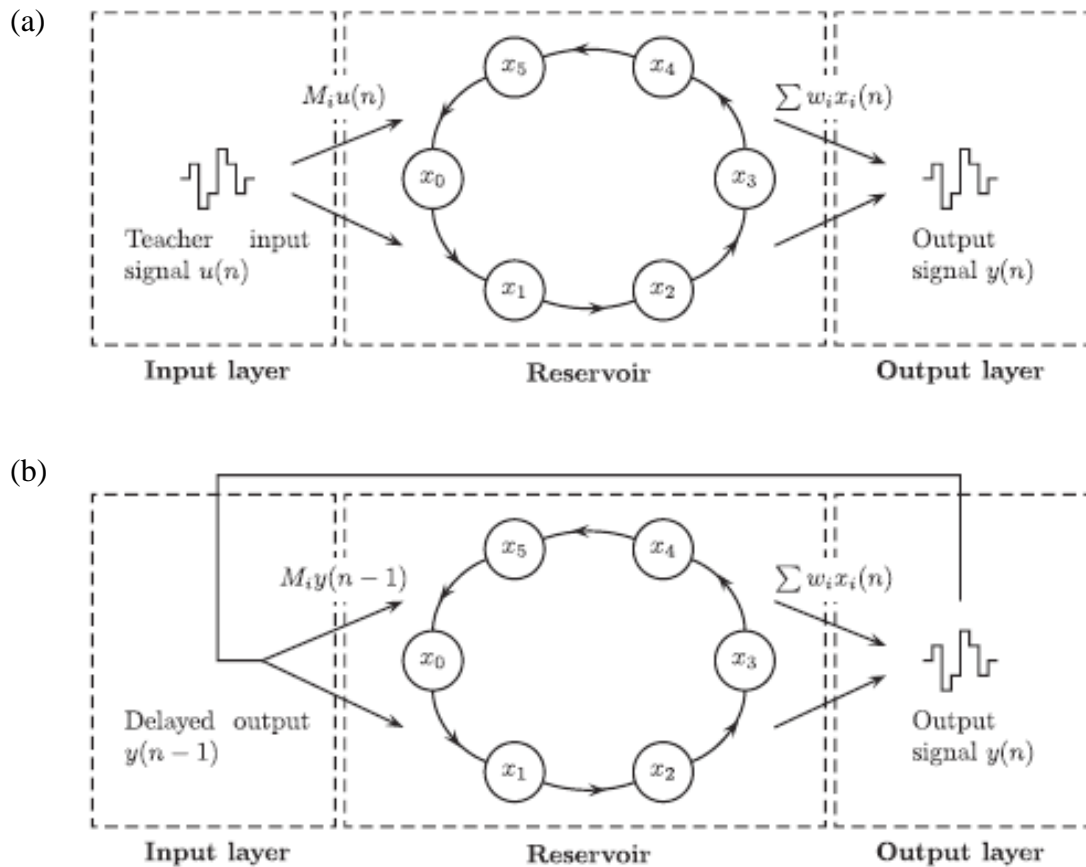 (a)
M_i u(n)
x_5
x_4
∑ w_i x_i(n)
x_0
x_3
Teacher input
signal u(n)
Output
signal y(n)
x_1
x_2
Input layer
Reservoir
Output layer
(b)
M_i y(n − 1)
x_5
x_4
∑ w_i x_i(n)
x_0
x_3
Delayed output
y(n − 1)
Output
signal y(n)
x_1
x_2
Input layer
Reservoir
Output layer